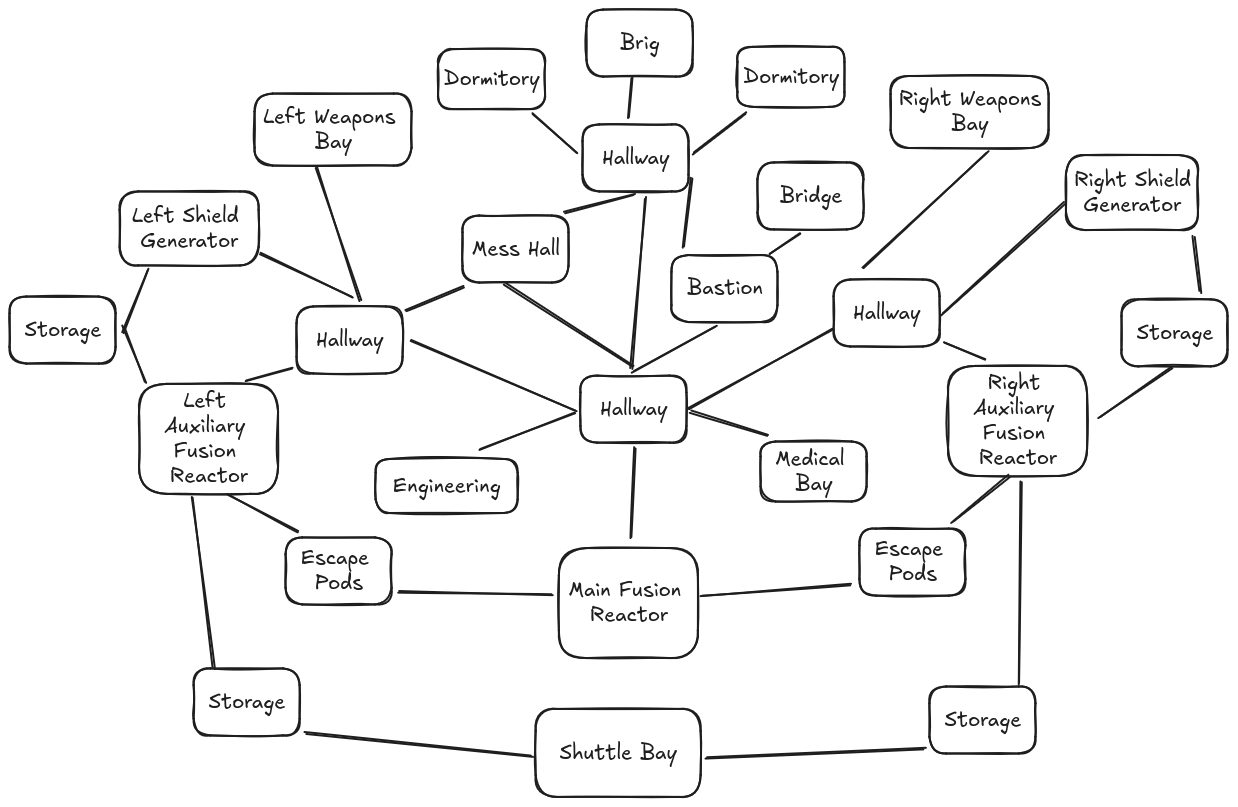 Brig
Dormitory
Dormitory
Left Weapons
Bay
Right Weapons
Bay
Hallway
Bridge
Right Shield
Generator
Left Shield
Generator
Mess Hall
Bastion
Storage
Hallway
Hallway
Storage
Left
Auxiliary
Fusion
Reactor
Hallway
Right
Auxiliary
Fusion
Reactor
Engineering
Medical
Bay
Escape
Pods
Main Fusion
Reactor
Escape
Pods
Storage
Shuttle Bay
Storage